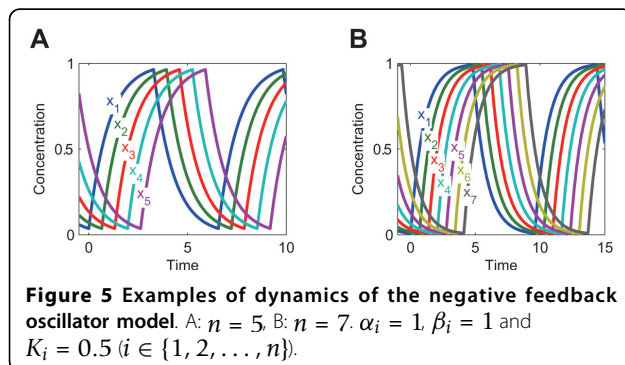 A
B
1
0.5
0
Concentration
0
5
10
Time
x1
x2
x3
x4
x5
1
0.5
0
Concentration
0
5
10
15
Time
x1
x2
x3
x4
x5
x6
x7
Figure 5 Examples of dynamics of the negative feedback
oscillator model. A: n = 5, B: n = 7. αi = 1, βi = 1 and
Ki = 0.5 (i ∈ {1, 2, . . . , n}).